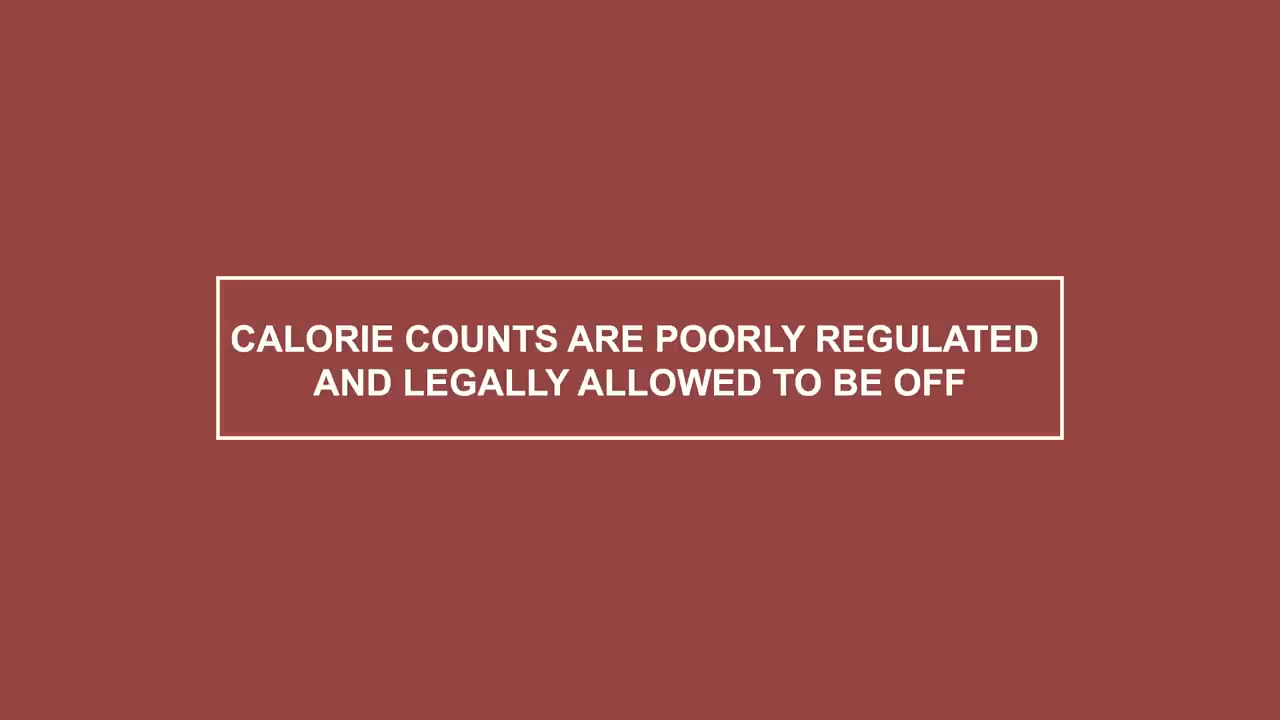 CALORIE COUNTS ARE POORLY REGULATED
AND LEGALLY ALLOWED TO BE OFF